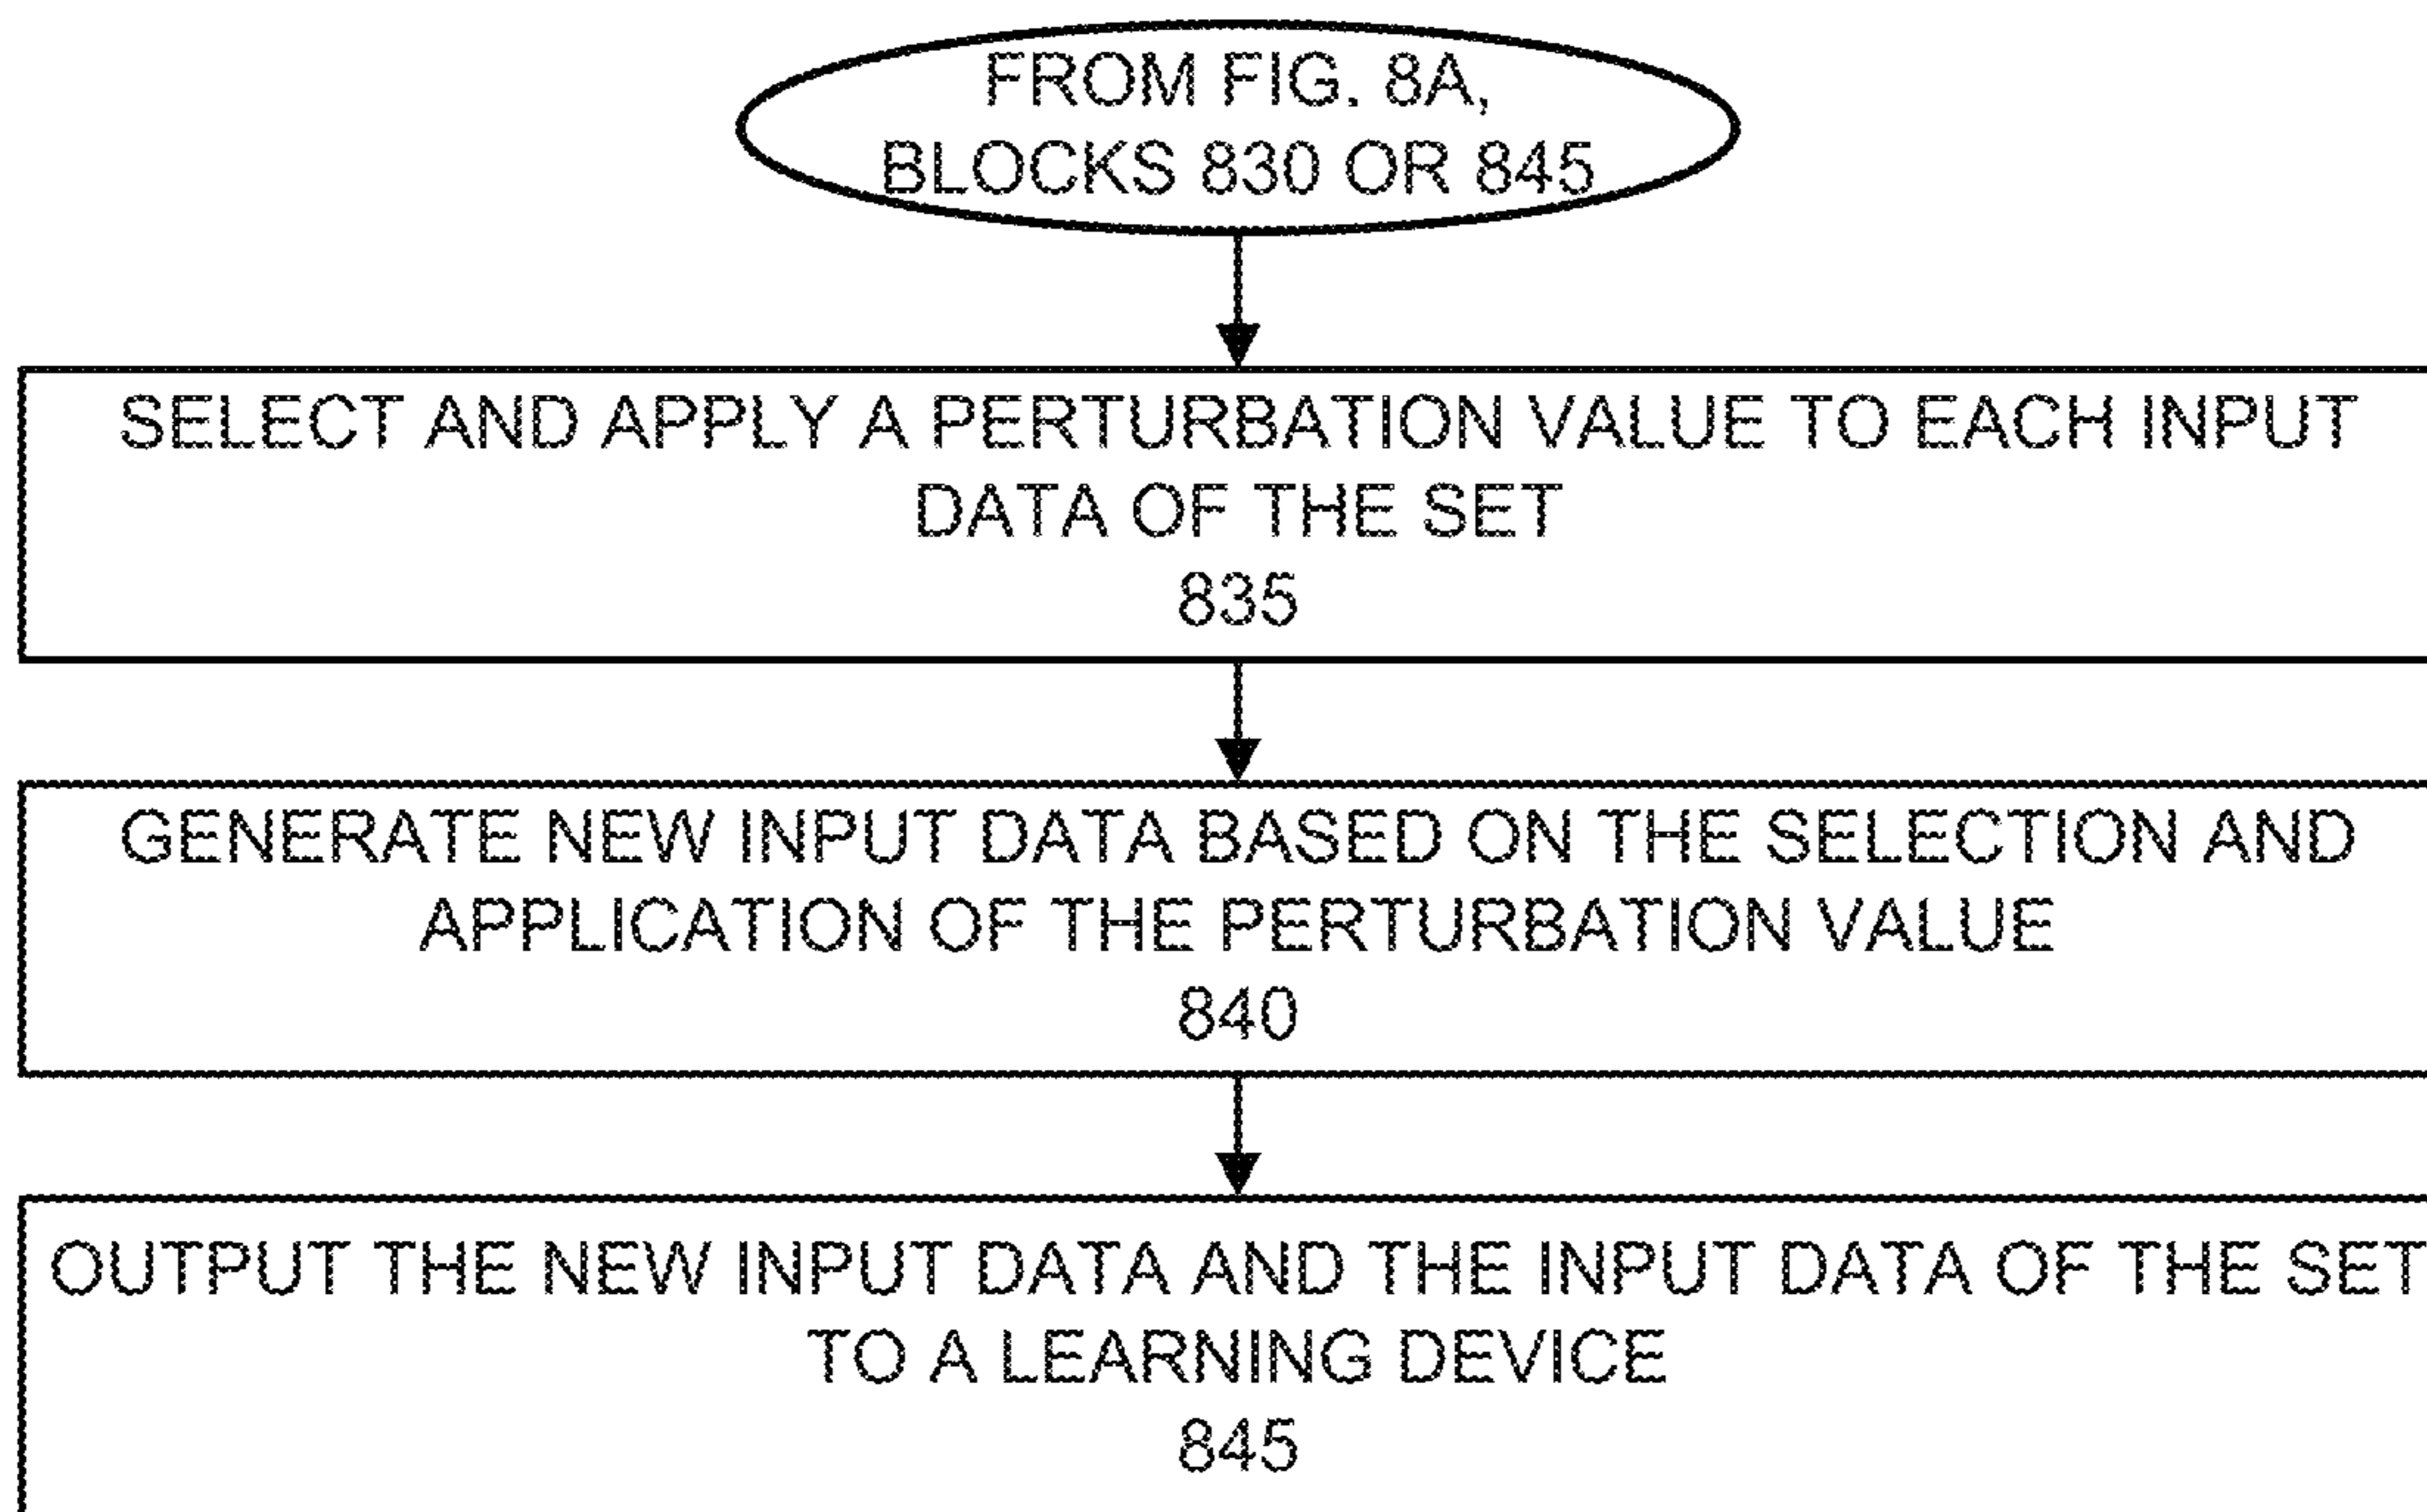 FROM FIG. 8A,
BLOCKS 830 OR 845
SELECT AND APPLY A PERTURBATION VALUE TO EACH INPUT
DATA OF THE SET
835
GENERATE NEW INPUT DATA BASED ON THE SELECTION AND
APPLICATION OF THE PERTURBATION VALUE
840
OUTPUT THE NEW INPUT DATA AND THE INPUT DATA OF THE SET
TO A LEARNING DEVICE
845